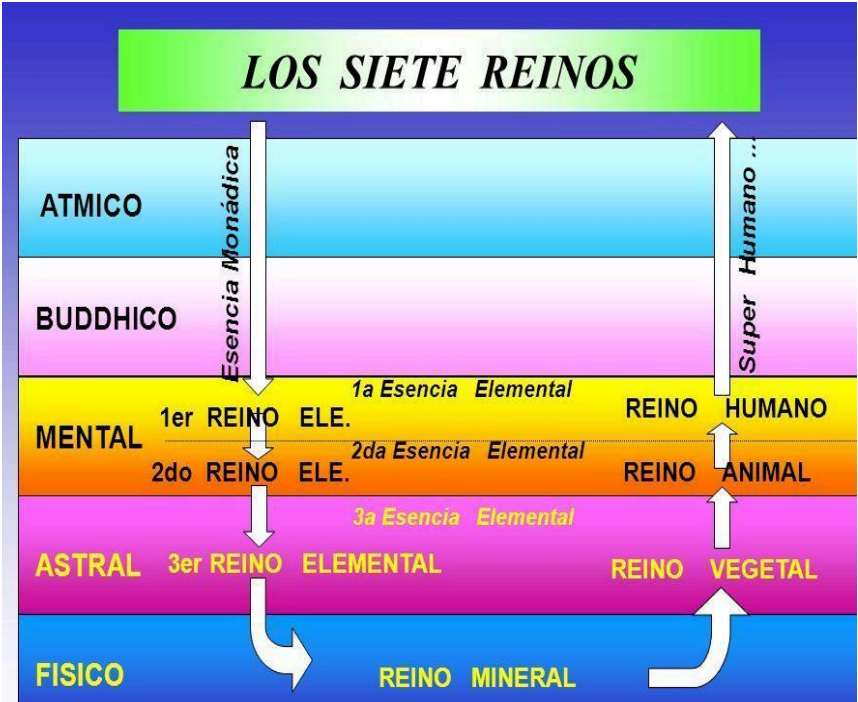 LOS SIETE REINOS
ATMICO
Esencia Monádica
Super Humano ...
BUDDHICO
1a Esencia Elemental
1er REINO ELE.
REINO HUMANO
MENTAL
2da Esencia Elemental
2do REINO ELE.
REINO ANIMAL
3a Esencia Elemental
ASTRAL
3er REINO ELEMENTAL
REINO VEGETAL
FISICO
REINO MINERAL